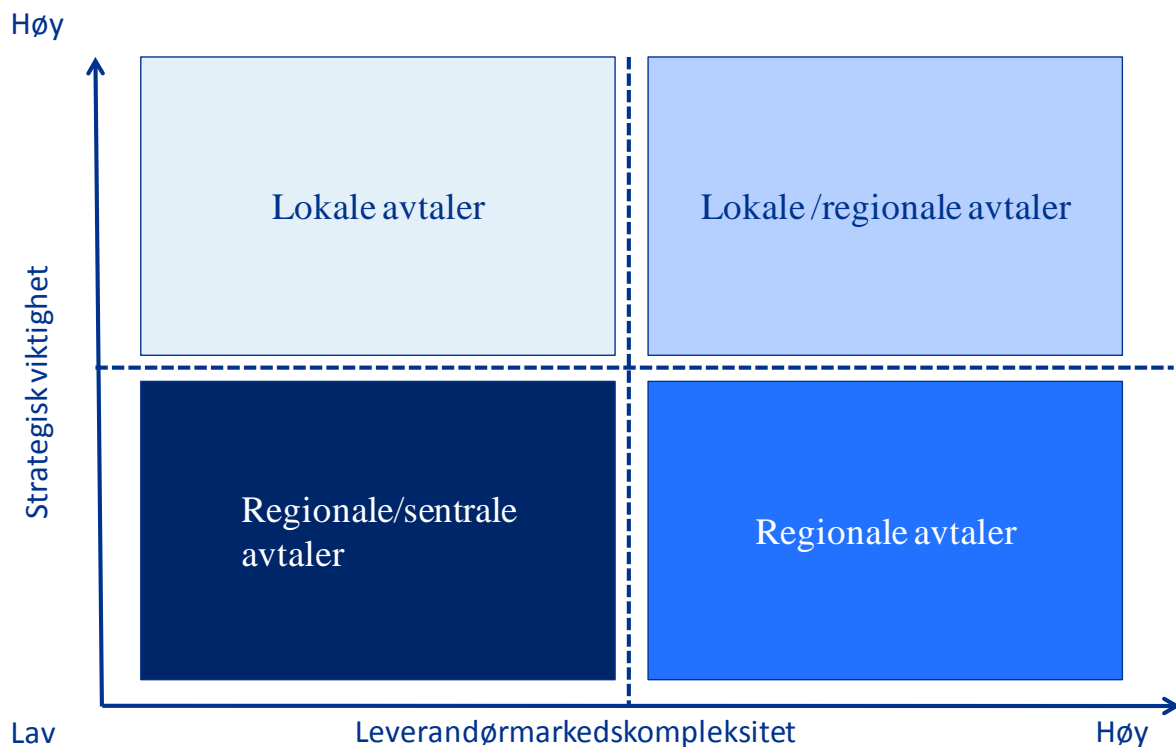 Høy
Lokale avtaler
Lokale /regionale avtaler
Strategisk viktighet
Regionale/sentrale
avtaler
Regionale avtaler
Lav
Leverandørmarkedskompleksitet
Høy